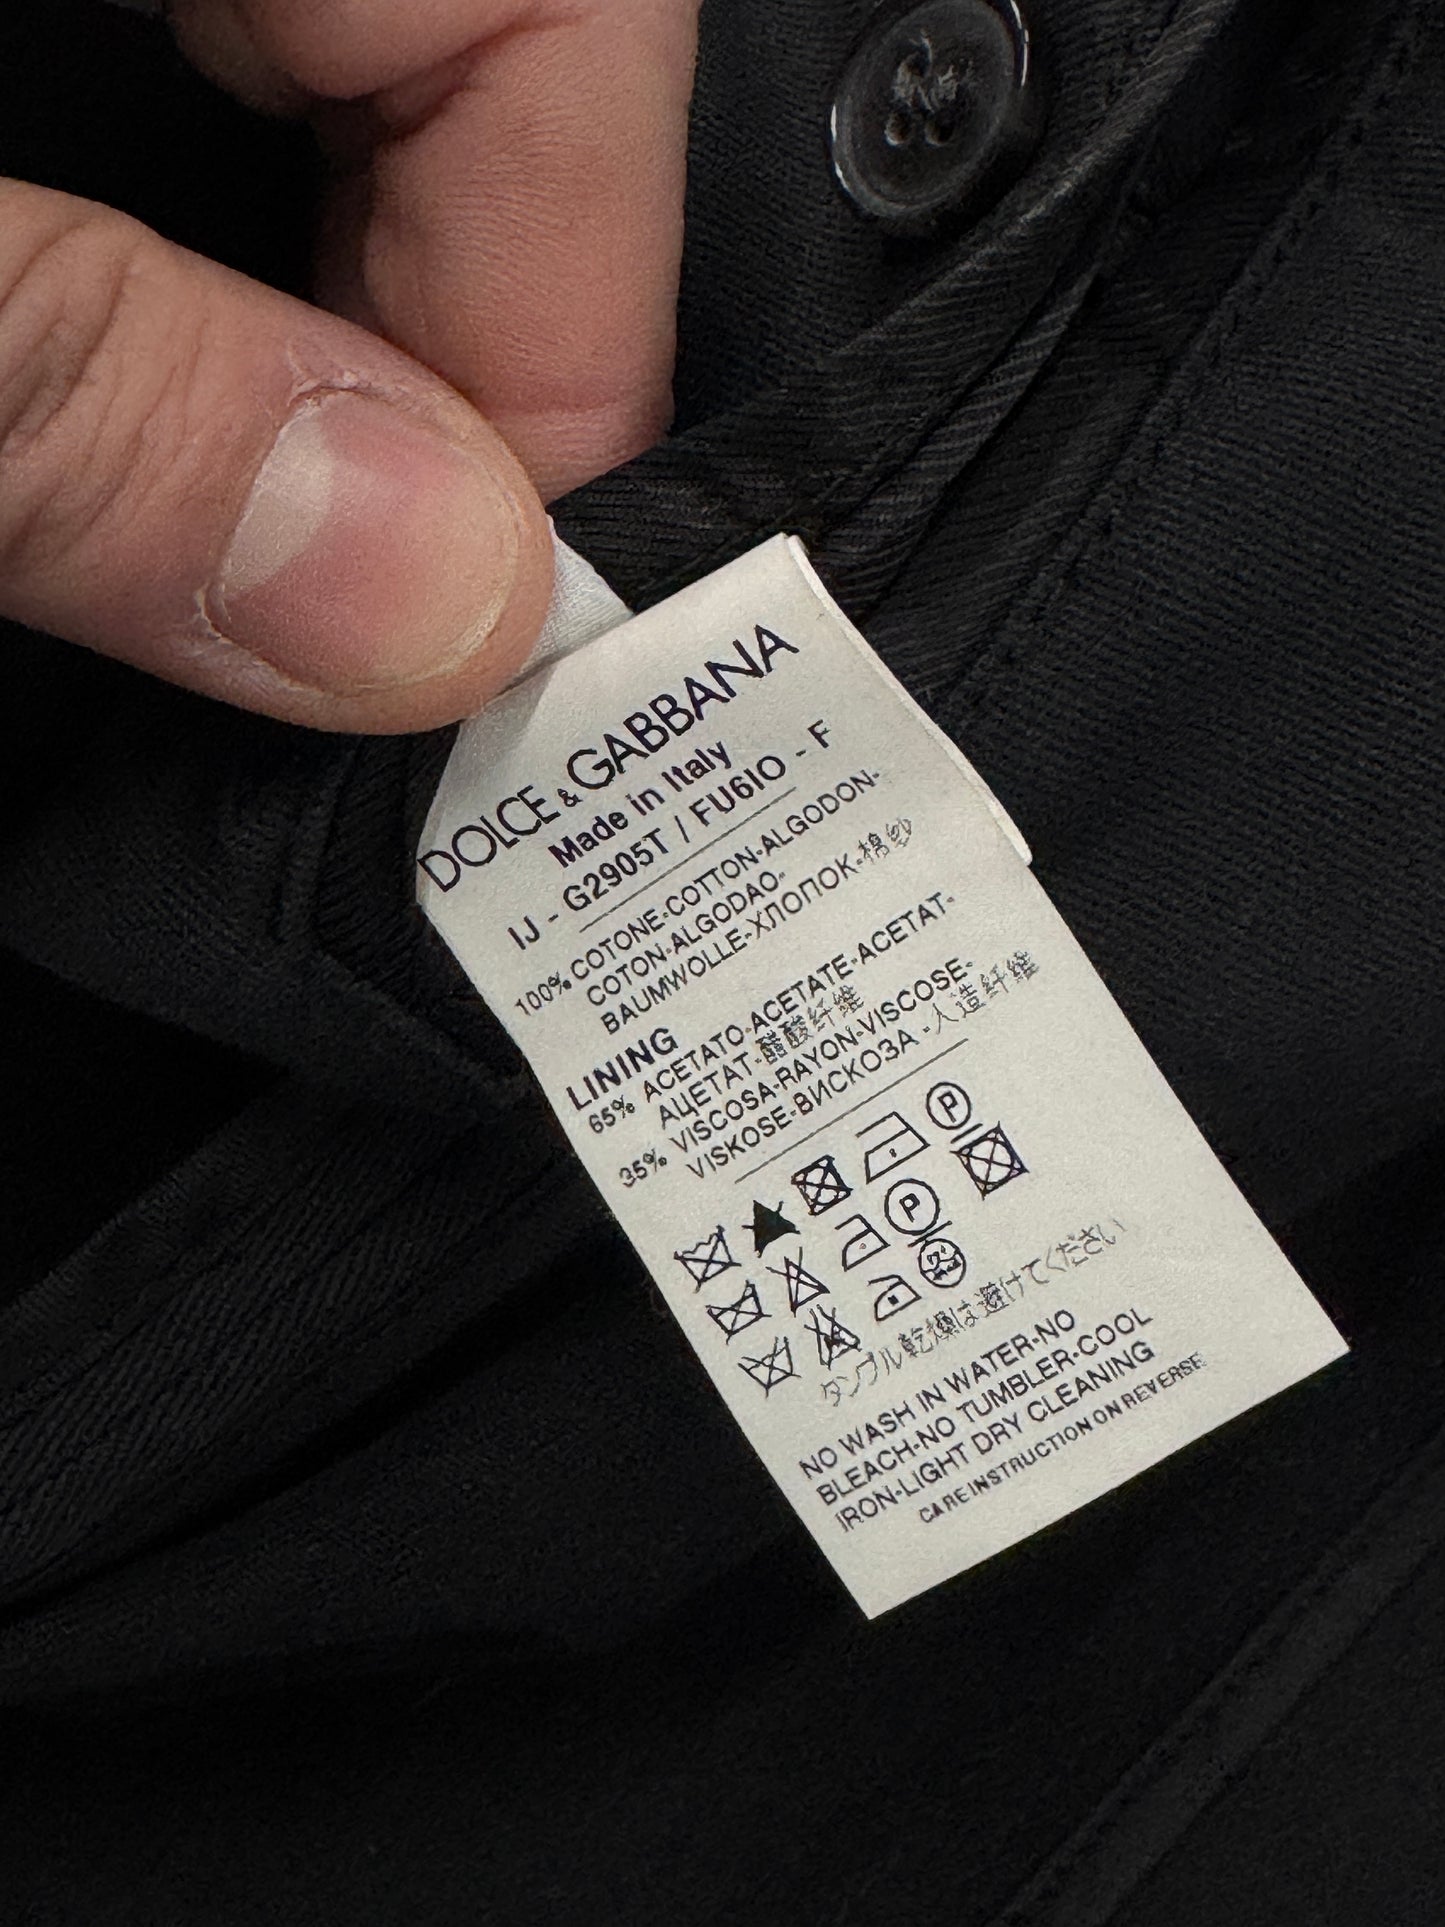 DOLCE & GABBANA
Made in Italy
IJ - G2905T / FU6IO - F
100% COTONE-COTTON-ALGODON-
COTON-ALGODAO-
BAUMWOLLE-ХЛОПОК-棉纱
LINING
65% ACETATO-ACETATE-ACETAT-
АЦЕТАТ-醋酸纤维
35% VISCOSA-RAYON-VISCOSE-
VISKOSE-ВИСКОЗА-人造纤维
P
P
タンブル乾燥は避けてください
NO WASH IN WATER-NO
BLEACH-NO TUMBLER-COOL
IRON-LIGHT DRY CLEANING
CARE INSTRUCTION ON REVERSE